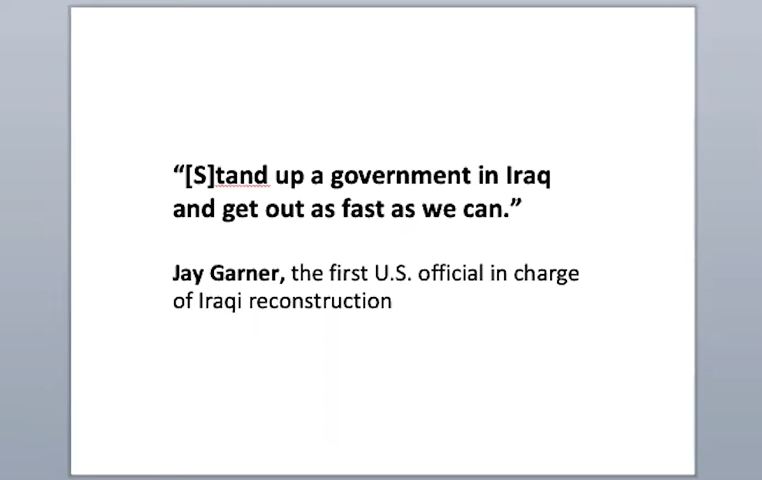 “[S]tand up a government in Iraq
and get out as fast as we can.”
Jay Garner, the first U.S. official in charge
of Iraqi reconstruction